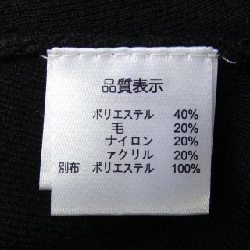 品質表示
ポリエステル 40%
毛 20%
ナイロン 20%
アクリル 20%
別布 ポリエステル 100%